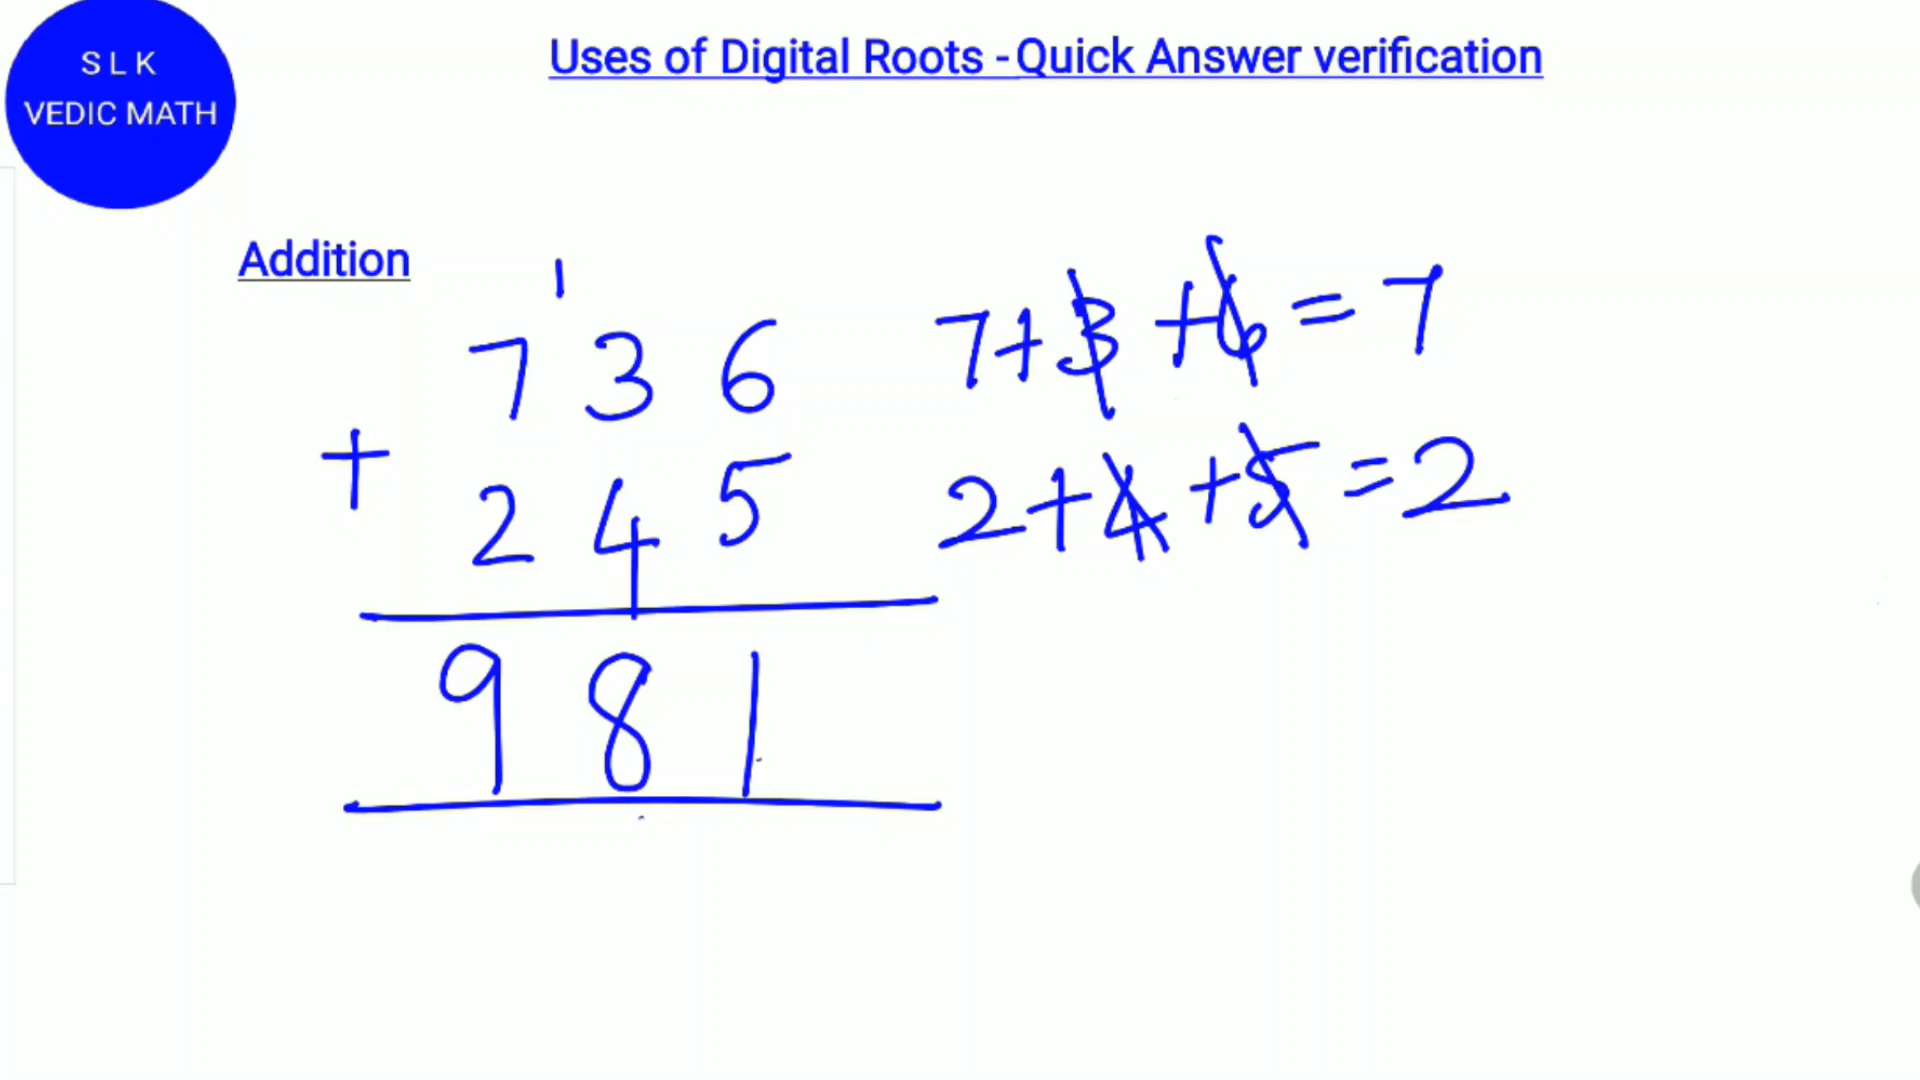 S L K
VEDIC MATH
Uses of Digital Roots - Quick Answer verification
Addition
1
7 3 6 7+3+6=7
+ 2 4 5 2+4+5=2
9 8 1